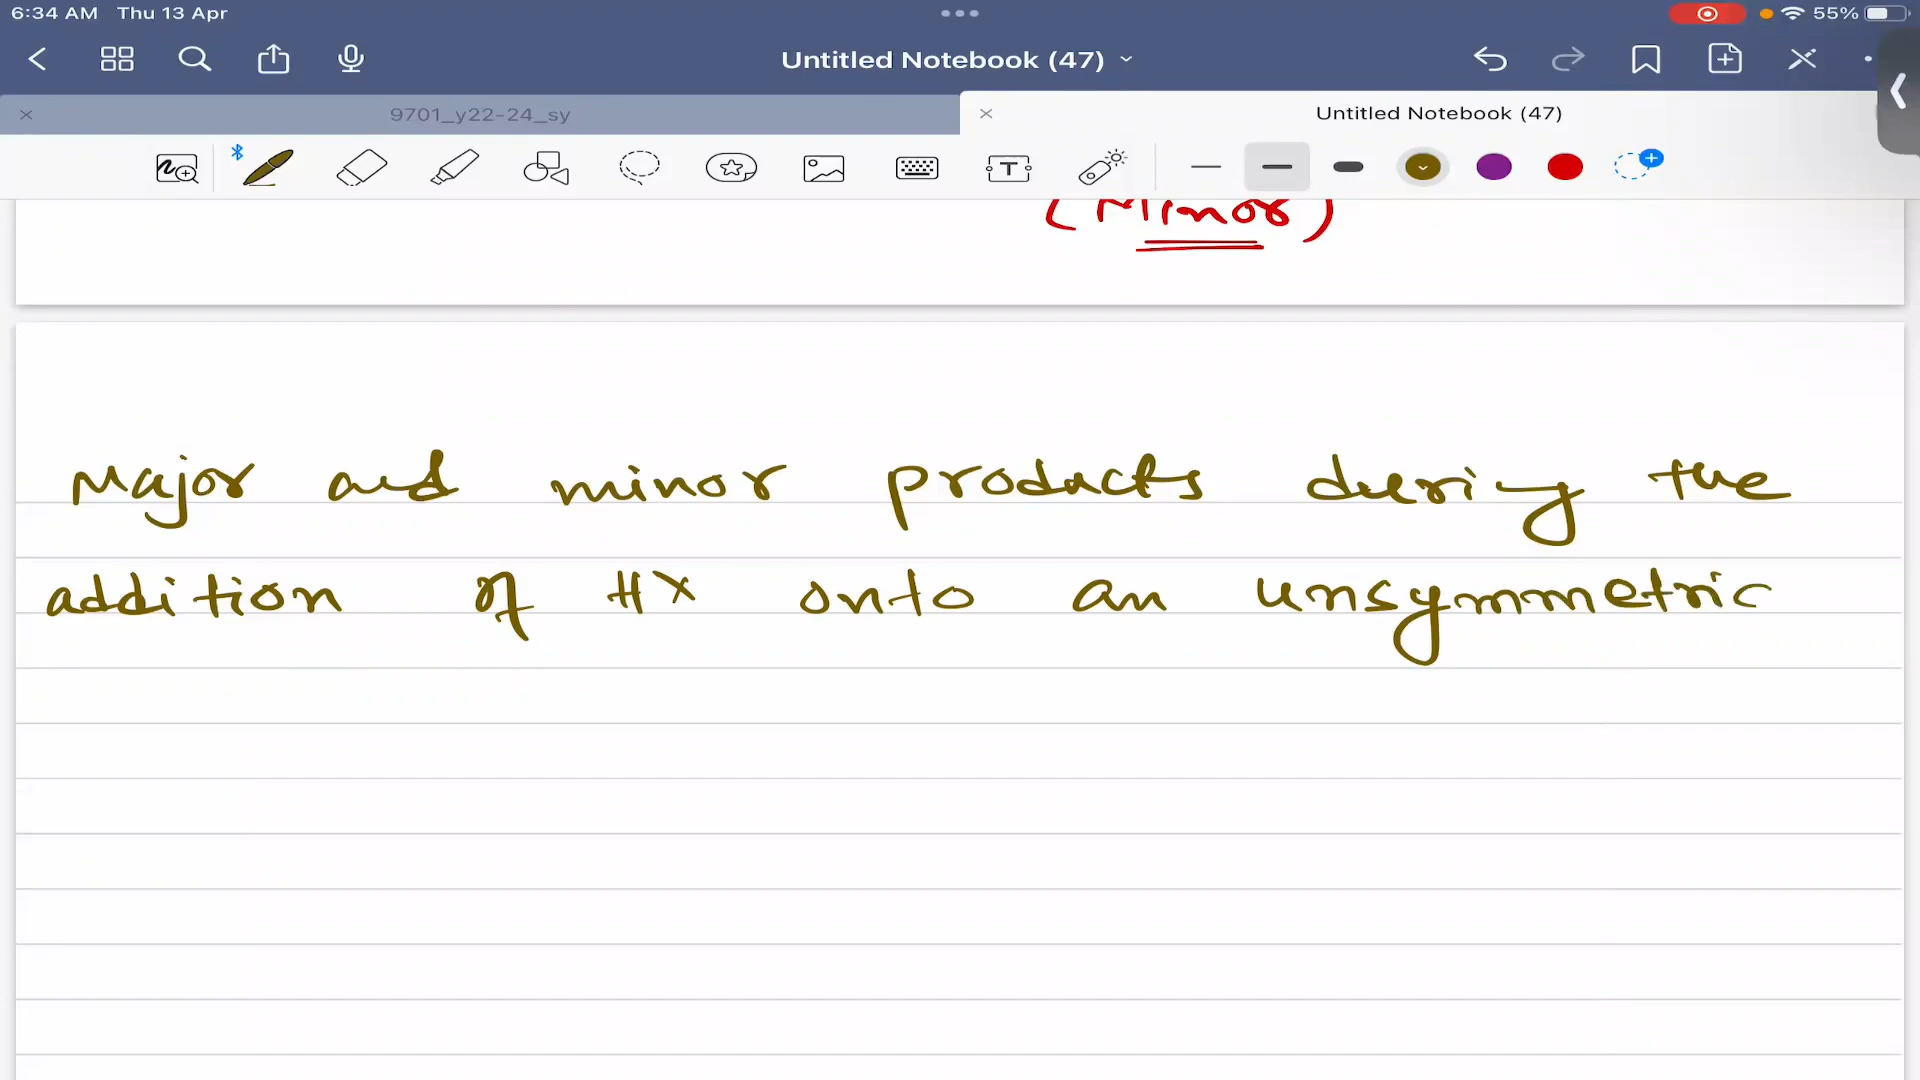 6:34 AM Thu 13 Apr
55%
Untitled Notebook (47)
9701_y22-24_sy
Untitled Notebook (47)
T
(Minor)
Major and minor products during the
addition of HX onto an unsymmetric